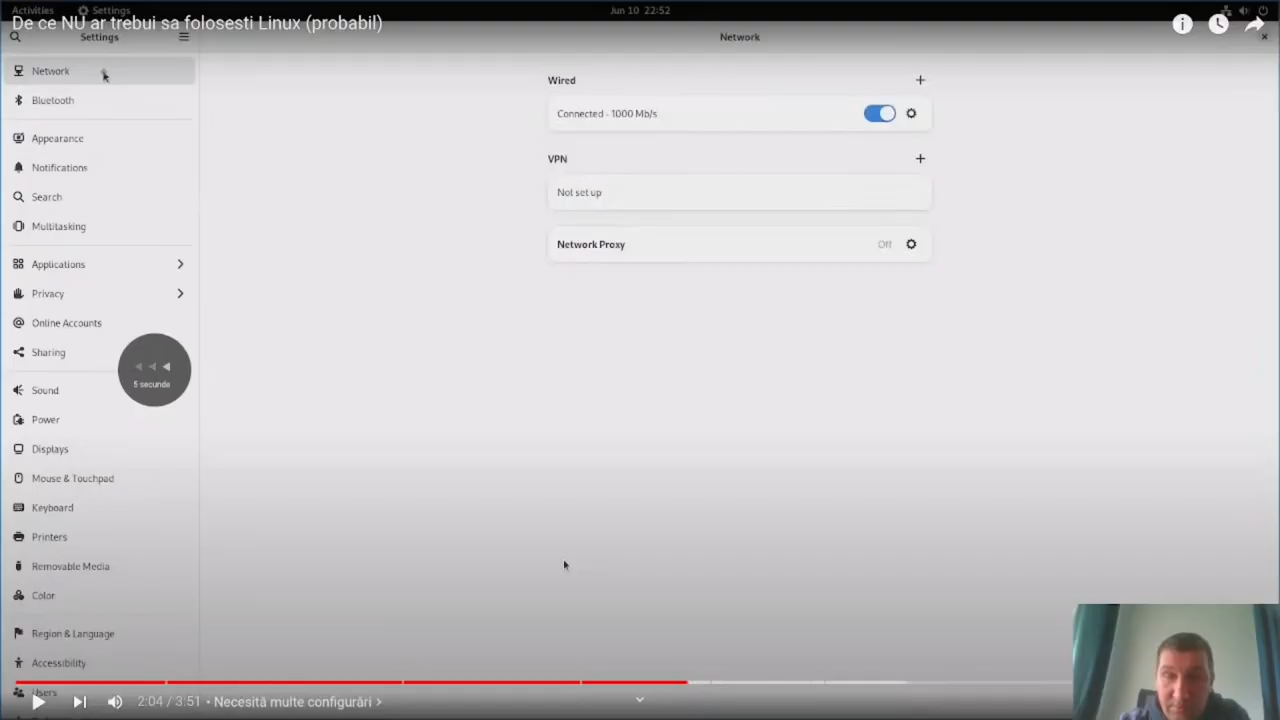 Activities
Settings
Jun 10 22:52
De ce NU ar trebui sa folosesti Linux (probabil)
Settings
Network
Network
Bluetooth
Appearance
Notifications
Search
Multitasking
Applications
Privacy
Online Accounts
Sharing
Sound
Power
Displays
Mouse & Touchpad
Keyboard
Printers
Removable Media
Color
Region & Language
Accessibility
Users
Wired
Connected - 1000 Mb/s
VPN
Not set up
Network Proxy
Off
5 secunde
2:04 / 3:51 • Necesită multe configurări